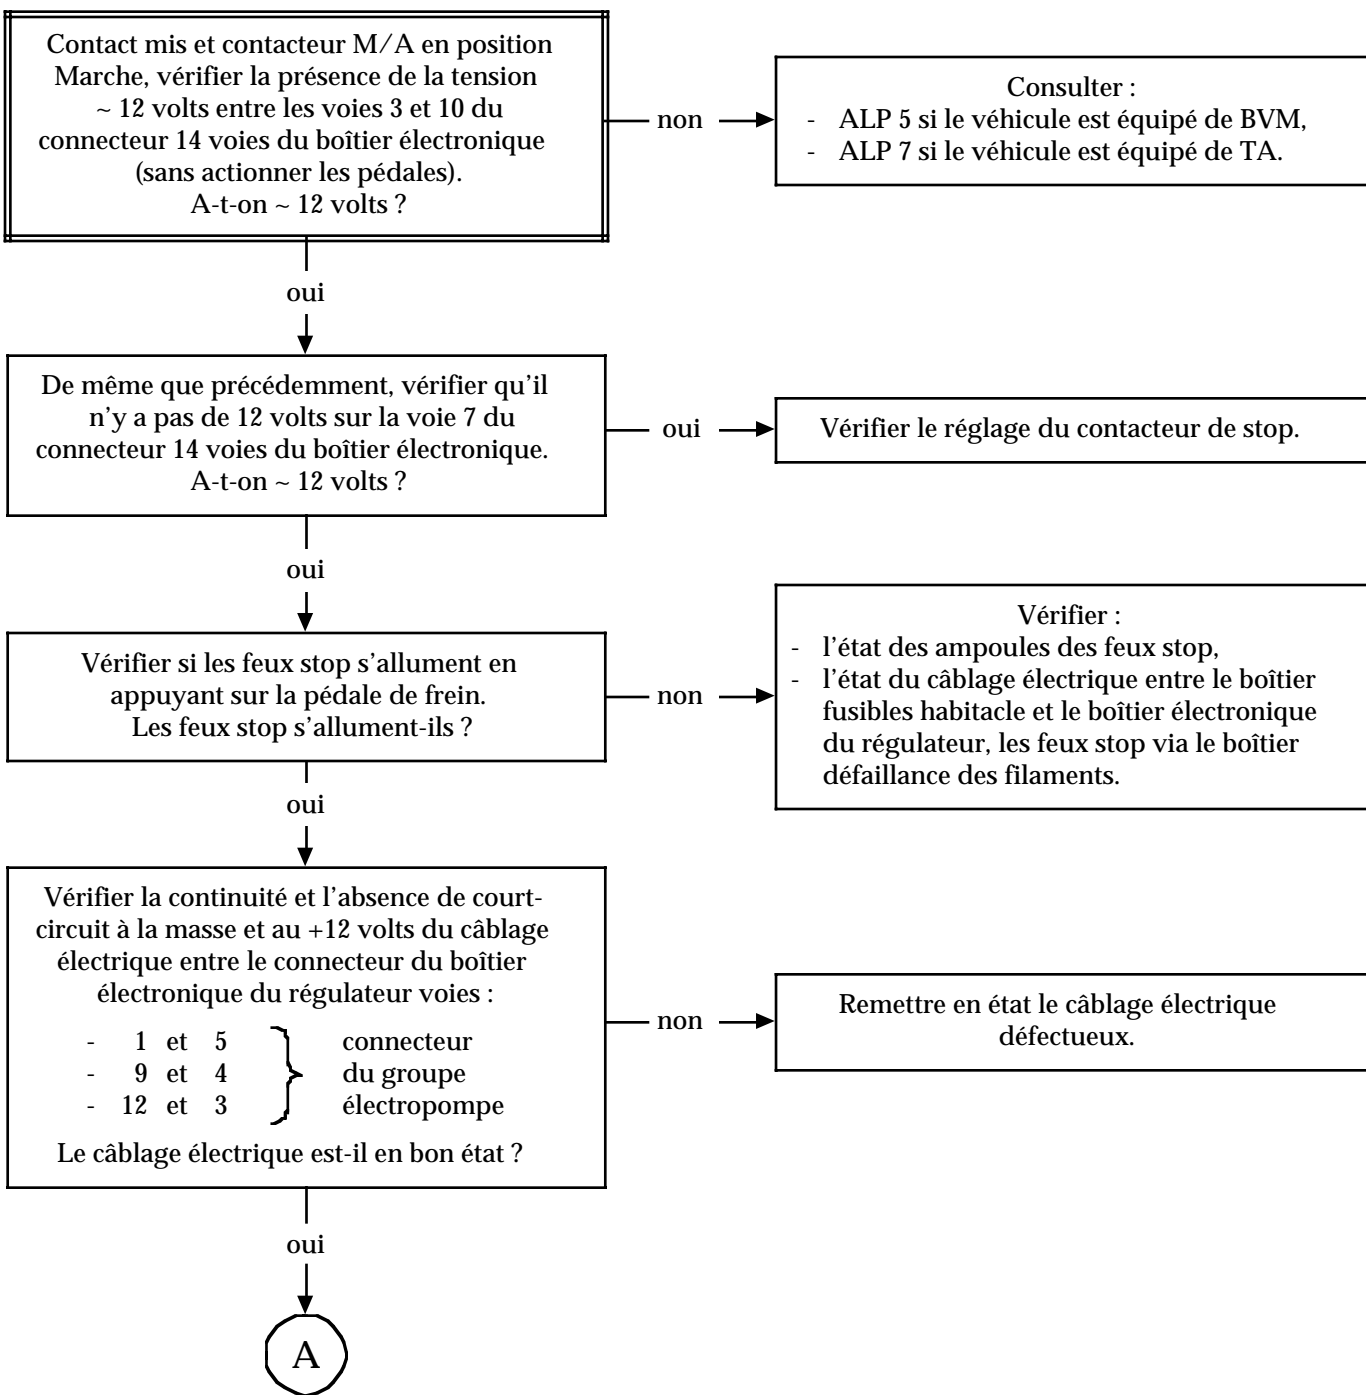 Contact mis et contacteur M/A en position
Marche, vérifier la présence de la tension
~ 12 volts entre les voies 3 et 10 du
connecteur 14 voies du boîtier électronique
(sans actionner les pédales).
A-t-on ~ 12 volts ?
non
Consulter :
- ALP 5 si le véhicule est équipé de BVM,
- ALP 7 si le véhicule est équipé de TA.
oui
De même que précédemment, vérifier qu'il
n'y a pas de 12 volts sur la voie 7 du
connecteur 14 voies du boîtier électronique.
A-t-on ~ 12 volts ?
oui
Vérifier le réglage du contacteur de stop.
oui
Vérifier si les feux stop s'allument en
appuyant sur la pédale de frein.
Les feux stop s'allument-ils ?
non
Vérifier :
- l'état des ampoules des feux stop,
- l'état du câblage électrique entre le boîtier
fusibles habitacle et le boîtier électronique
du régulateur, les feux stop via le boîtier
défaillance des filaments.
oui
Vérifier la continuité et l'absence de court-
circuit à la masse et au +12 volts du câblage
électrique entre le connecteur du boîtier
électronique du régulateur voies :
- 1 et 5 connecteur
- 9 et 4 du groupe
- 12 et 3 électropompe
Le câblage électrique est-il en bon état ?
non
Remettre en état le câblage électrique
défectueux.
oui
A